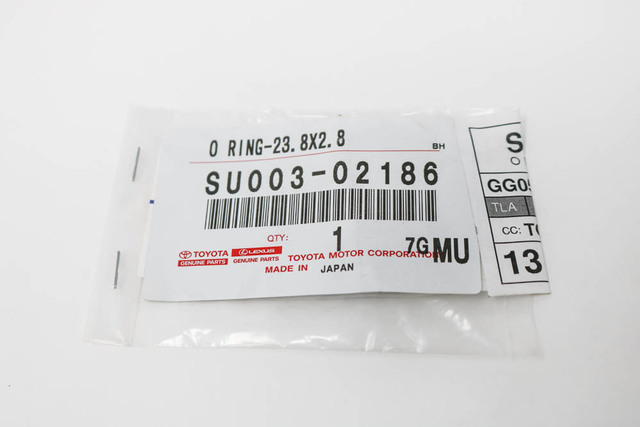 O RING-23.8X2.8
BH
SU003-02186
QTY: 1
7G MU
TOYOTA
GENUINE PARTS
LEXUS
GENUINE PARTS
TOYOTA MOTOR CORPORATION
MADE IN JAPAN
S
O
TLA
CC:
13